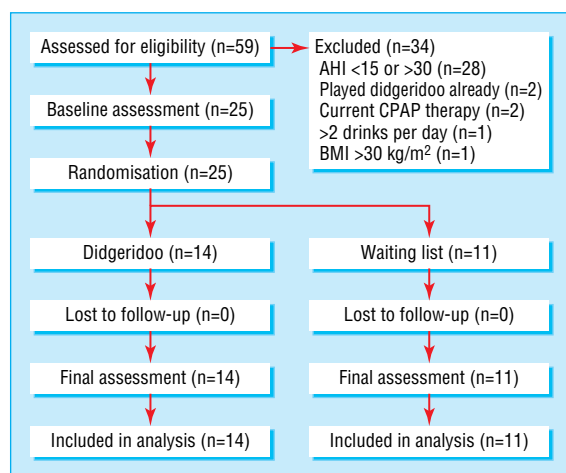 Assessed for eligibility (n=59)
Excluded (n=34)
AHI <15 or >30 (n=28)
Played didgeridoo already (n=2)
Current CPAP therapy (n=2)
>2 drinks per day (n=1)
BMI >30 kg/m² (n=1)
Baseline assessment (n=25)
Randomisation (n=25)
Didgeridoo (n=14)
Waiting list (n=11)
Lost to follow-up (n=0)
Lost to follow-up (n=0)
Final assessment (n=14)
Final assessment (n=11)
Included in analysis (n=14)
Included in analysis (n=11)